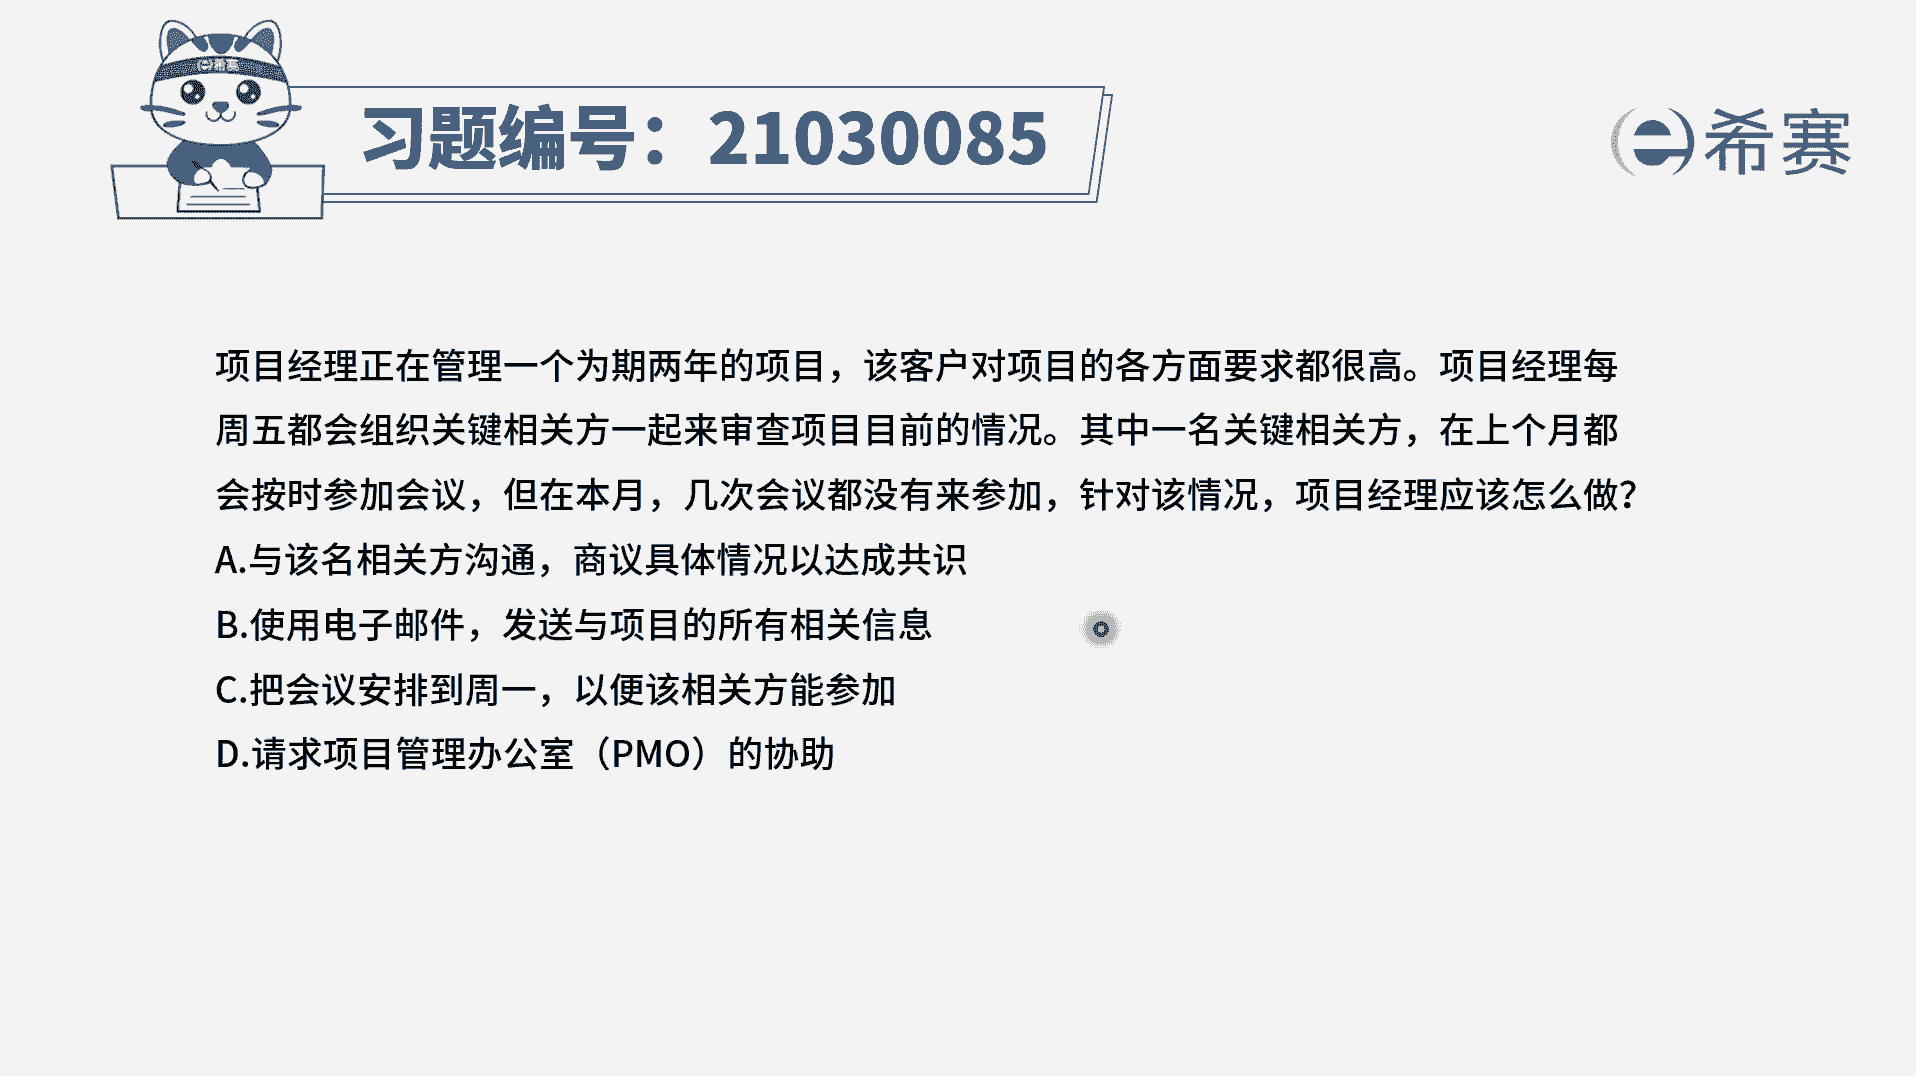 希赛
习题编号：21030085
希赛
项目经理正在管理一个为期两年的项目，该客户对项目的各方面要求都很高。项目经理每
周五都会组织关键相关方一起来审查项目目前的情况。其中一名关键相关方，在上个月都
会按时参加会议，但在本月，几次会议都没有来参加，针对该情况，项目经理应该怎么做？
A.与该名相关方沟通，商议具体情况以达成共识
B.使用电子邮件，发送与项目的所有相关信息
C.把会议安排到周一，以便该相关方能参加
D.请求项目管理办公室（PMO）的协助